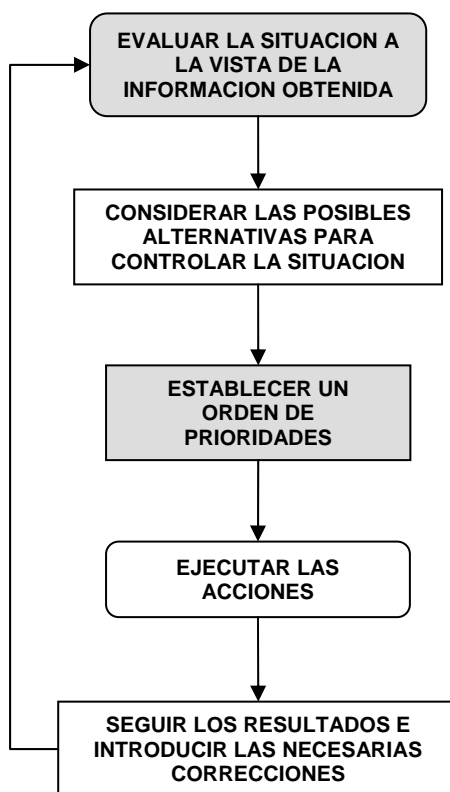 EVALUAR LA SITUACION A
LA VISTA DE LA
INFORMACION OBTENIDA
CONSIDERAR LAS POSIBLES
ALTERNATIVAS PARA
CONTROLAR LA SITUACION
ESTABLECER UN
ORDEN DE
PRIORIDADES
EJECUTAR LAS
ACCIONES
SEGUIR LOS RESULTADOS E
INTRODUCIR LAS NECESARIAS
CORRECCIONES